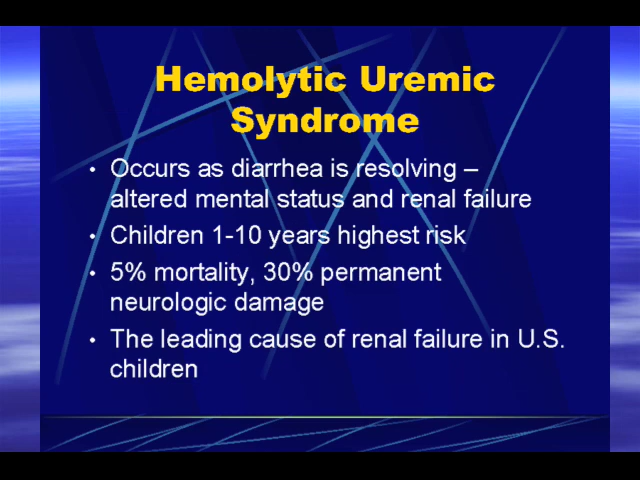 Hemolytic Uremic
Syndrome
• Occurs as diarrhea is resolving –
altered mental status and renal failure
• Children 1-10 years highest risk
• 5% mortality, 30% permanent
neurologic damage
• The leading cause of renal failure in U.S.
children